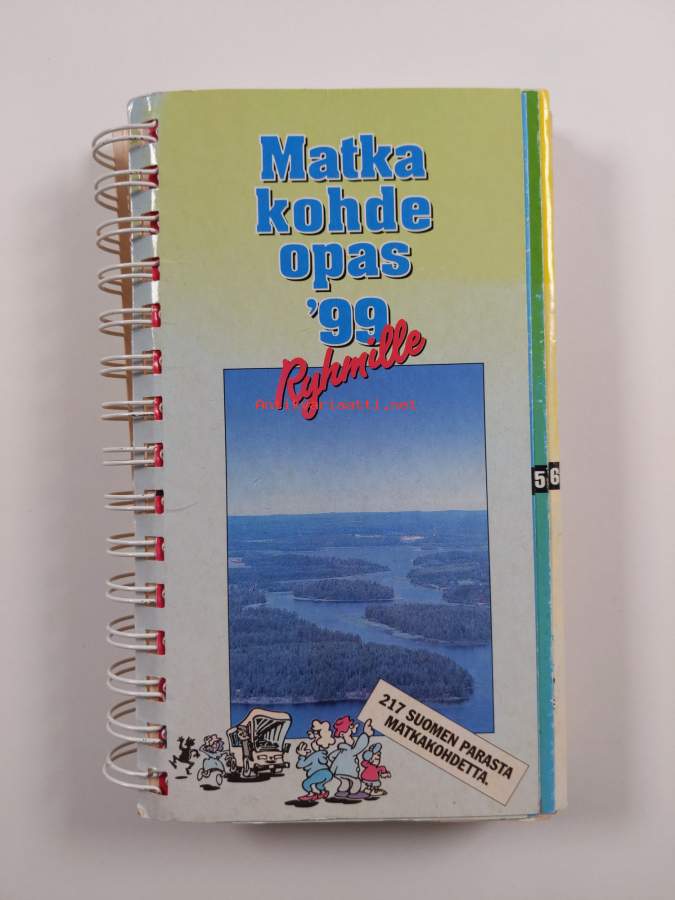 Matka
kohde
opas
'99
Ryhmille
Antikvariaatti.net
5 6
217 SUOMEN PARASTA
MATKAKOHDETTA.